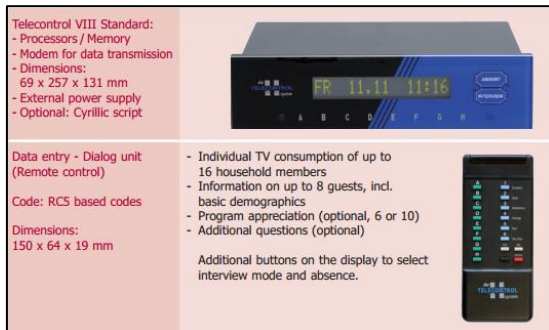 Telecontrol VIII Standard:
- Processors / Memory
- Modem for data transmission
- Dimensions:
69 x 257 x 131 mm
- External power supply
- Optional: Cyrillic script
TELECONTROL
FR 11.11 11:16
ABSENT
INTERVIEW
A B C D E F G H
Data entry - Dialog unit
(Remote control)
Code: RC5 based codes
Dimensions:
150 x 64 x 19 mm
- Individual TV consumption of up to
16 household members
- Information on up to 8 guests, incl.
basic demographics
- Program appreciation (optional, 6 or 10)
- Additional questions (optional)
Additional buttons on the display to select
interview mode and absence.
A
B
C
D
E
F
G
H
TELECONTROL